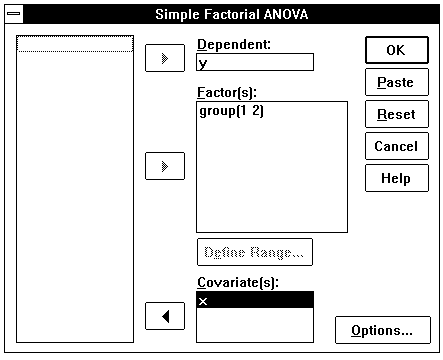 Simple Factorial ANOVA
Dependent:
y
Factor(s):
group(1 2)
Define Range...
Covariate(s):
x
OK
Paste
Reset
Cancel
Help
Options...